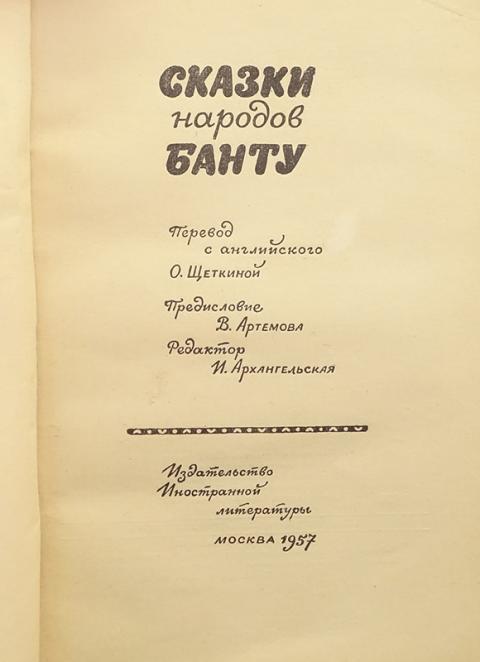 СКАЗКИ
народов
БАНТУ
Перевод
с английского
О. Щеткиной
Предисловие
В. Артемова
Редактор
И. Архангельская
Издательство
Иностранной
литературы
МОСКВА 1957